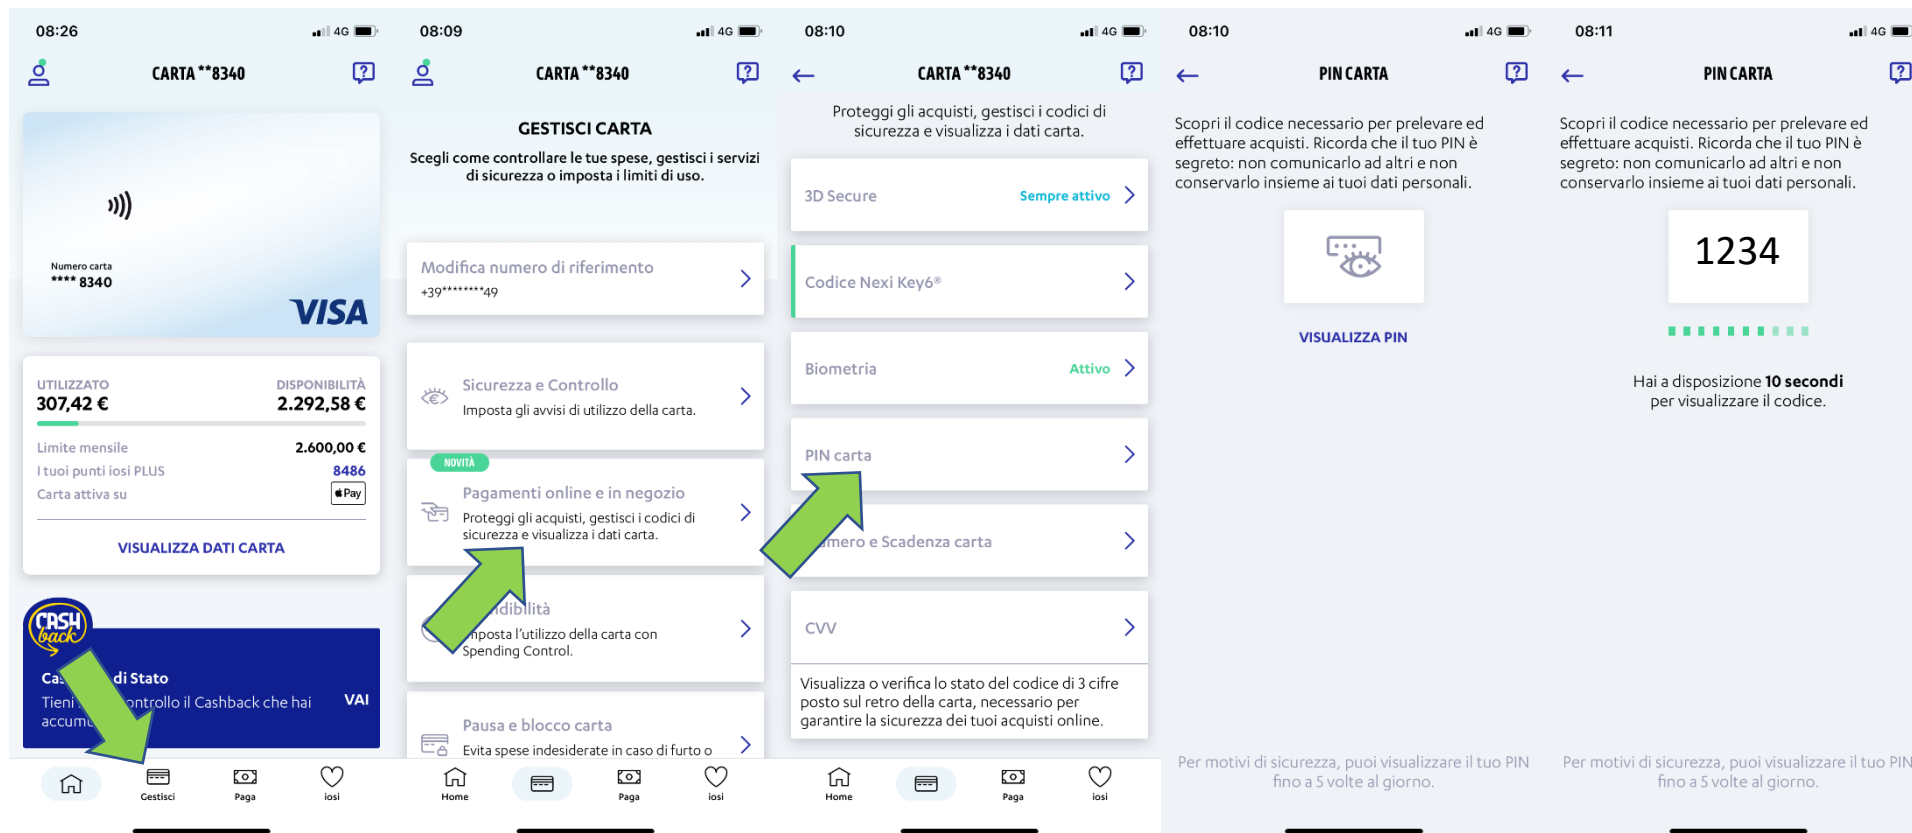 08:26
4G
CARTA **8340
Numero carta
**** 8340
VISA
UTILIZZATO
DISPONIBILITÀ
307,42 €
2.292,58 €
Limite mensile
2.600,00 €
I tuoi punti iosi PLUS
8486
Carta attiva su
Pay
VISUALIZZA DATI CARTA
CASH
back
di Stato
Tieni
ontrollo il Cashback che hai
VAI
Gestisci
Paga
iosi
08:09
4G
CARTA **8340
GESTISCI CARTA
Scegli come controllare le tue spese, gestisci i servizi
di sicurezza o imposta i limiti di uso.
Modifica numero di riferimento
+39********49
Sicurezza e Controllo
Imposta gli avvisi di utilizzo della carta.
NOVITÀ
Pagamenti online e in negozio
Proteggi gli acquisti, gestisci i codici di
sicurezza e visualizza i dati carta.
dibilità
mposta l'utilizzo della carta con
Spending Control.
Pausa e blocco carta
Evita spese indesiderate in caso di furto o
Home
Paga
iosi
08:10
4G
CARTA **8340
Proteggi gli acquisti, gestisci i codici di
sicurezza e visualizza i dati carta.
3D Secure
Sempre attivo
Codice Nexi Key6®
Biometria
Attivo
PIN carta
mero e Scadenza carta
CVV
Visualizza o verifica lo stato del codice di 3 cifre
posto sul retro della carta, necessario per
garantire la sicurezza dei tuoi acquisti online.
Home
Paga
iosi
08:10
4G
PIN CARTA
Scopri il codice necessario per prelevare ed
effettuare acquisti. Ricorda che il tuo PIN è
segreto: non comunicarlo ad altri e non
conservarlo insieme ai tuoi dati personali.
VISUALIZZA PIN
Per motivi di sicurezza, puoi visualizzare il tuo PIN
fino a 5 volte al giorno.
08:11
4G
PIN CARTA
Scopri il codice necessario per prelevare ed
effettuare acquisti. Ricorda che il tuo PIN è
segreto: non comunicarlo ad altri e non
conservarlo insieme ai tuoi dati personali.
1234
Hai a disposizione 10 secondi
per visualizzare il codice.
Per motivi di sicurezza, puoi visualizzare il tuo PIN
fino a 5 volte al giorno.